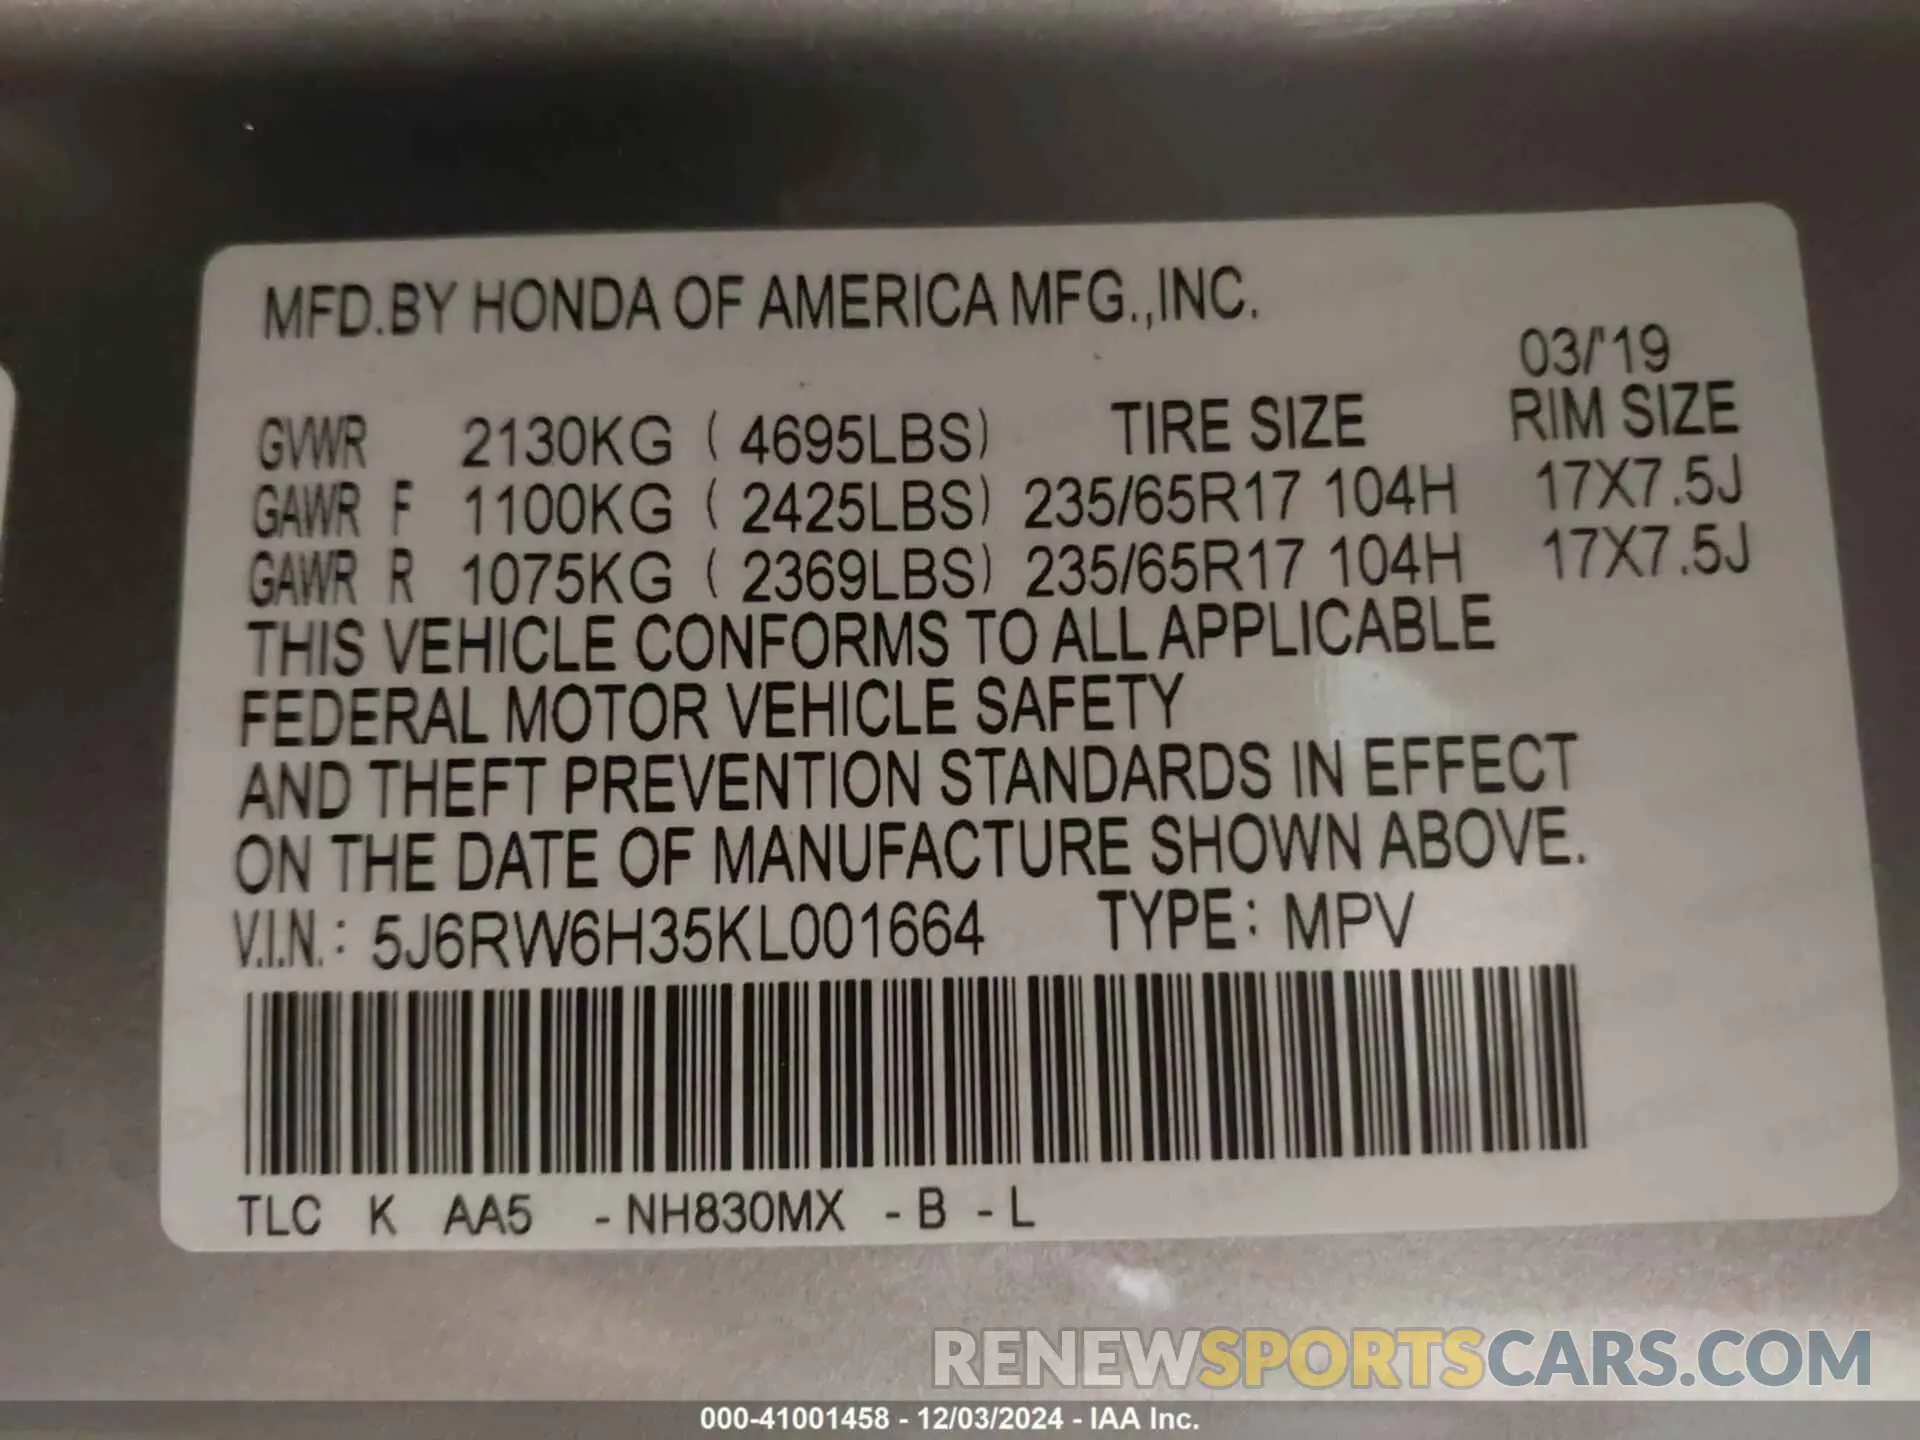 MFD.BY HONDA OF AMERICA MFG.,INC.
03/'19
GVWR 2130KG ( 4695LBS) TIRE SIZE RIM SIZE
GAWR F 1100KG ( 2425LBS) 235/65R17 104H 17X7.5J
GAWR R 1075KG ( 2369LBS) 235/65R17 104H 17X7.5J
THIS VEHICLE CONFORMS TO ALL APPLICABLE
FEDERAL MOTOR VEHICLE SAFETY
AND THEFT PREVENTION STANDARDS IN EFFECT
ON THE DATE OF MANUFACTURE SHOWN ABOVE.
V.I.N.: 5J6RW6H35KL001664 TYPE: MPV
TLC K AA5 - NH830MX - B - L
RENEWSPORTSCARS.COM
000-41001458 - 12/03/2024 - IAA Inc.